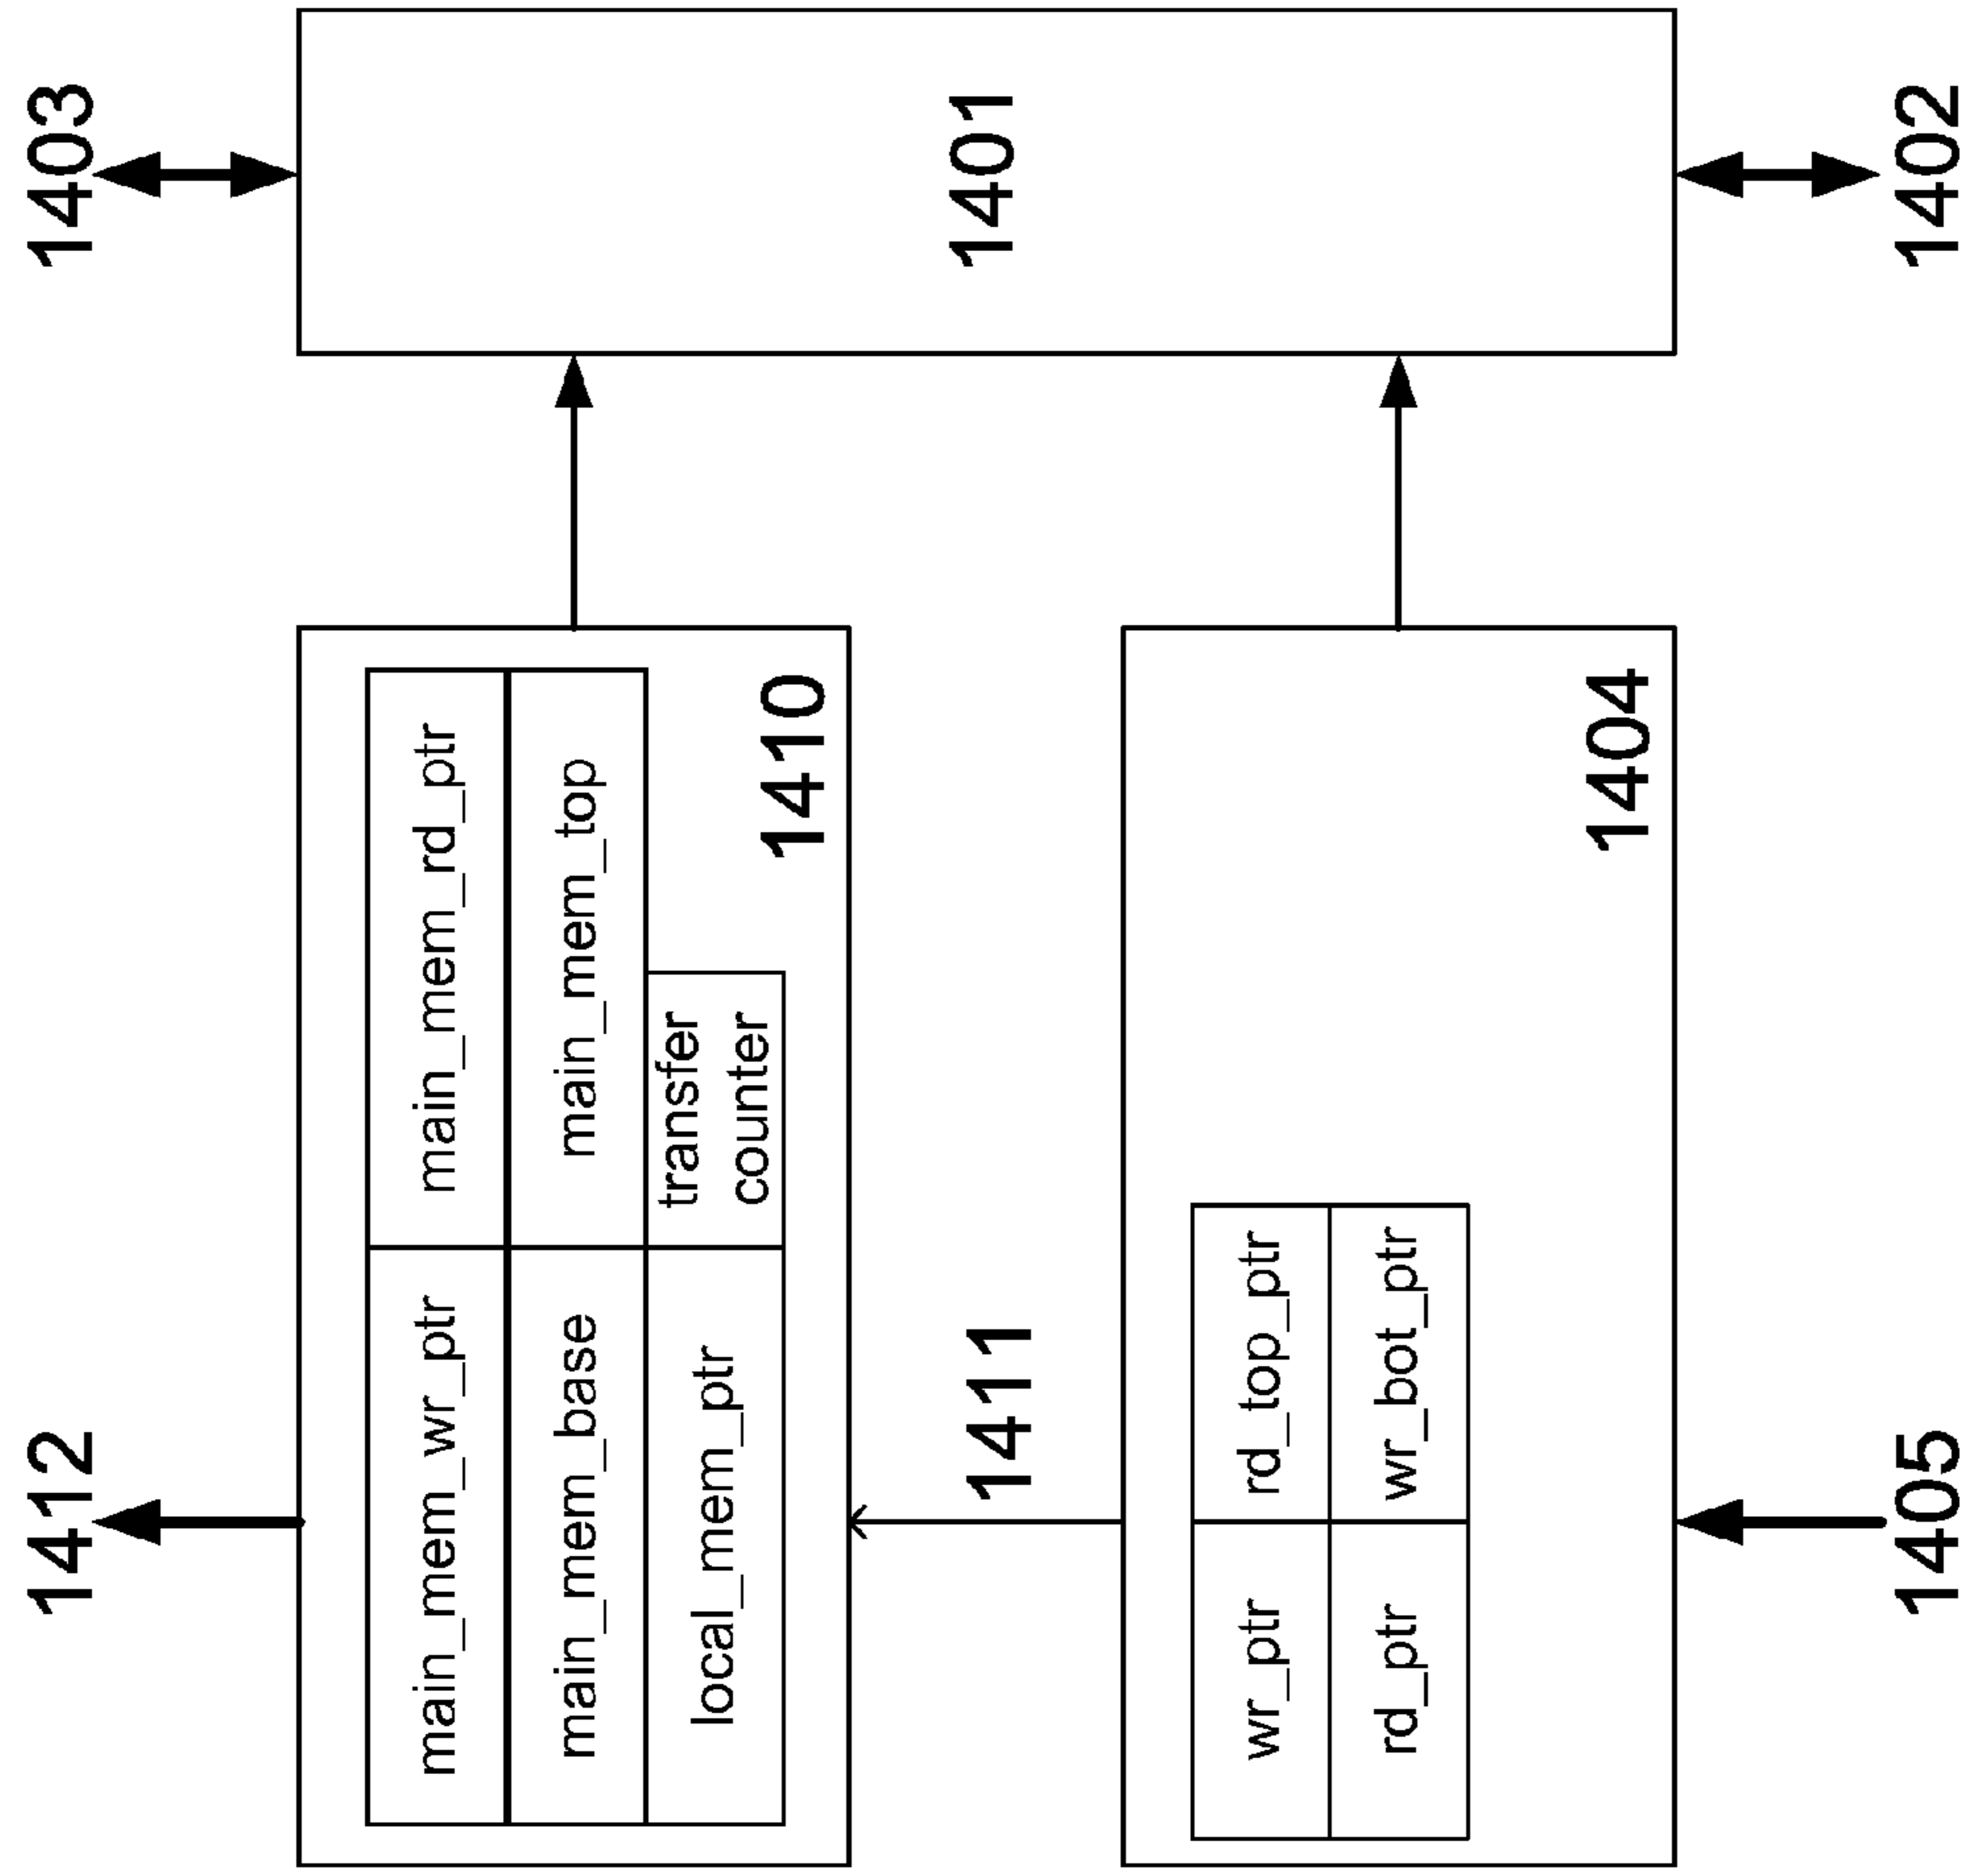 1412
1403
main_mem_wr_ptr
main_mem_rd_ptr
main_mem_base
main_mem_top
local_mem_ptr
transfer
counter
1410
1411
1401
wr_ptr
rd_top_ptr
rd_ptr
wr_bot_ptr
1404
1405
1402